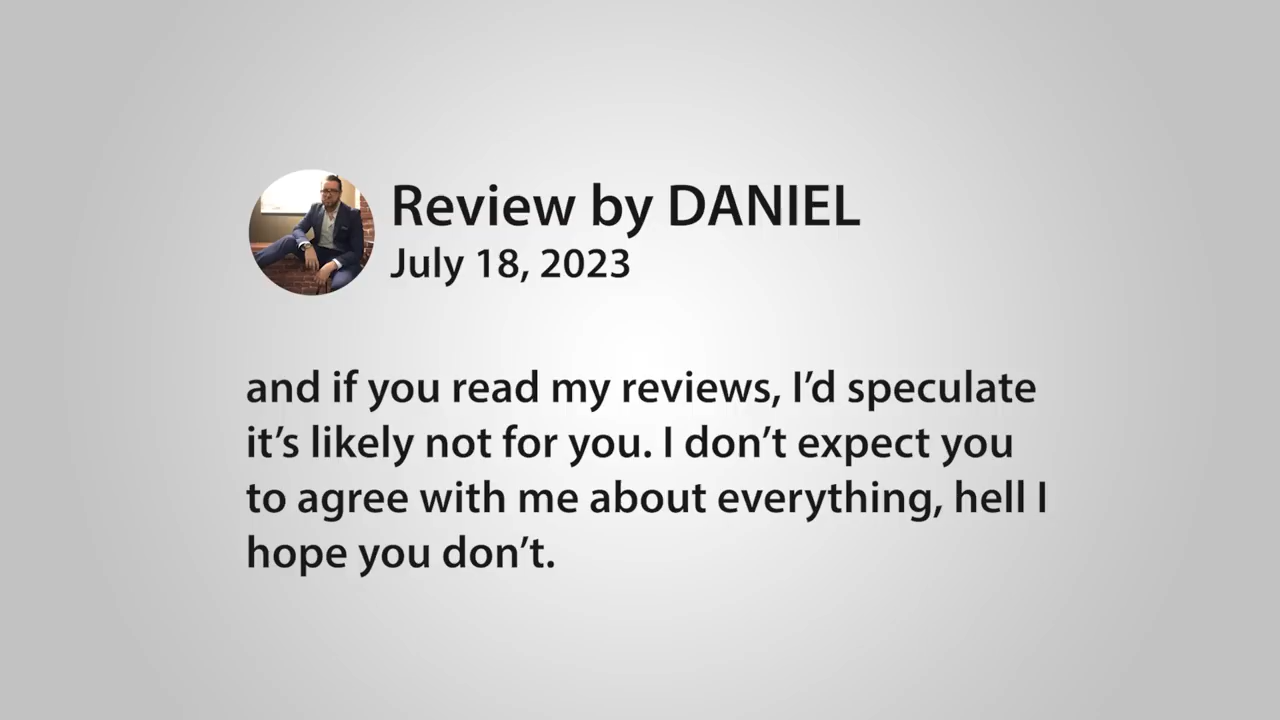 Review by DANIEL
July 18, 2023
and if you read my reviews, I’d speculate
it’s likely not for you. I don’t expect you
to agree with me about everything, hell I
hope you don’t.